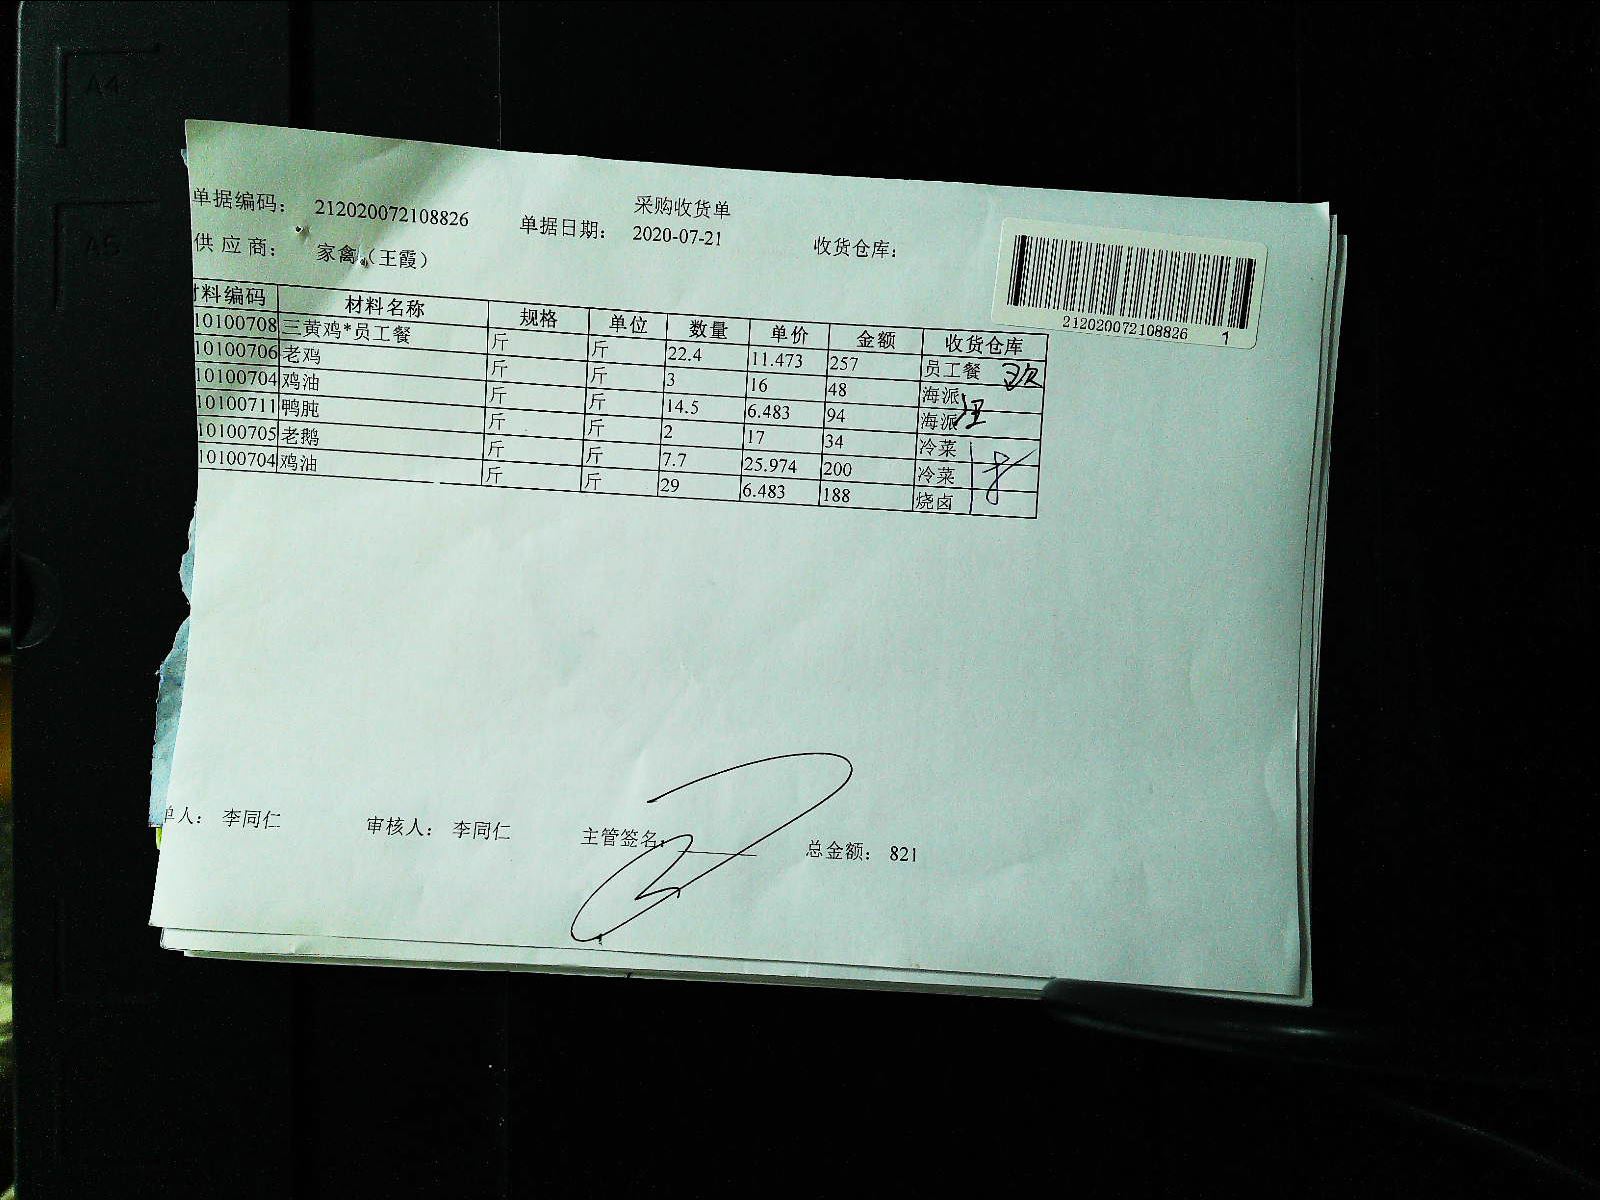 采购收货单
单据编码： 212020072108826 单据日期： 2020-07-21 收货仓库：
供应商： 家禽（王霞）
212020072108826 1
料编码 材料名称 规格 单位 数量 单价 金额 收货仓库
10100708 三黄鸡*员工餐 斤 斤 22.4 11.473 257 员工餐
10100706 老鸡 斤 斤 3 16 48 海派
10100704 鸡油 斤 斤 14.5 6.483 94 海派
10100711 鸭肫 斤 斤 2 17 34 冷菜
10100705 老鹅 斤 斤 7.7 25.974 200 冷菜
10100704 鸡油 斤 斤 29 6.483 188 烧卤
单人： 李同仁 审核人： 李同仁 主管签名： 总金额： 821
A4
A5